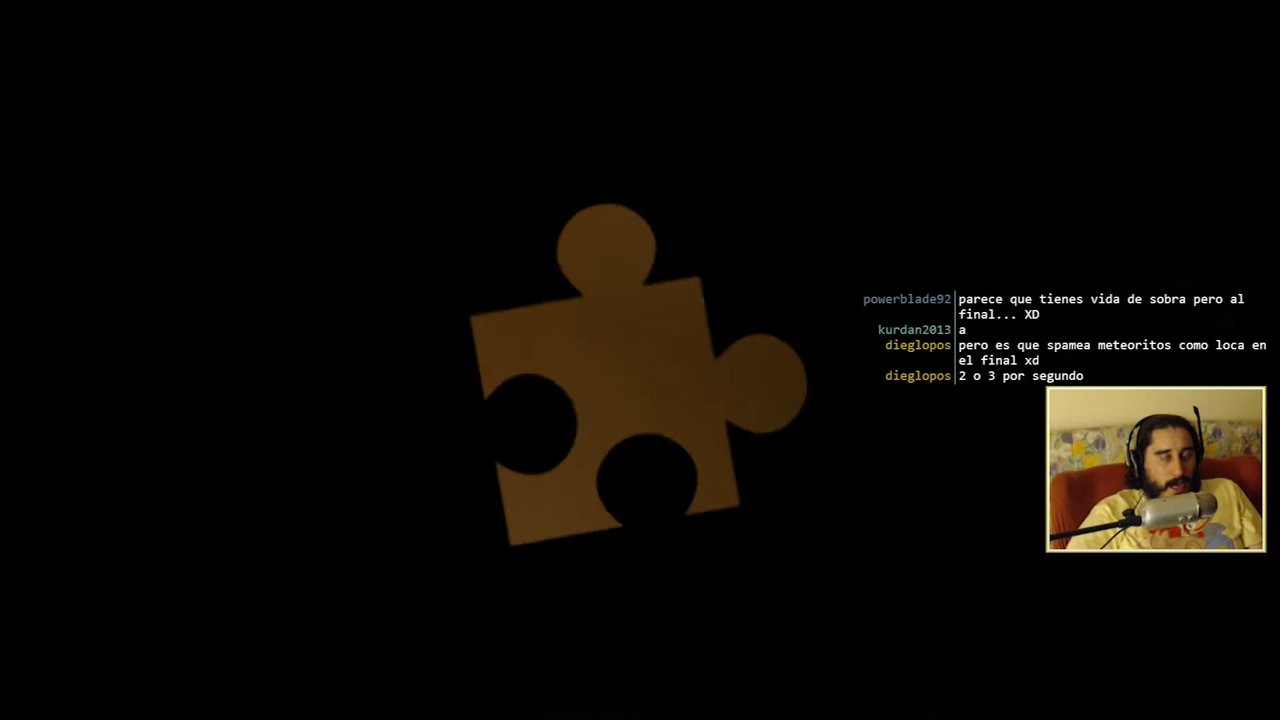 powerblade92 parece que tienes vida de sobra pero al
final... XD
kurdan2013 a
dieglopos pero es que spamea meteoritos como loca en
el final xd
dieglopos 2 o 3 por segundo